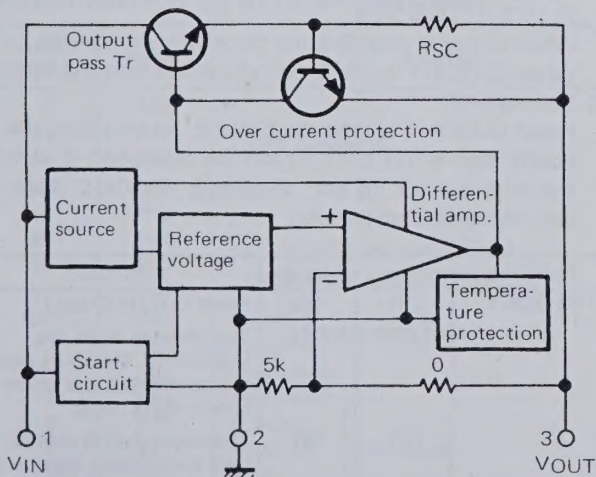 Output
pass Tr
RSC
Over current protection
Current
source
Reference
voltage
+
−
Differen-
tial amp.
Tempera-
ture
protection
Start
circuit
5k
0
1
VIN
2
3
VOUT